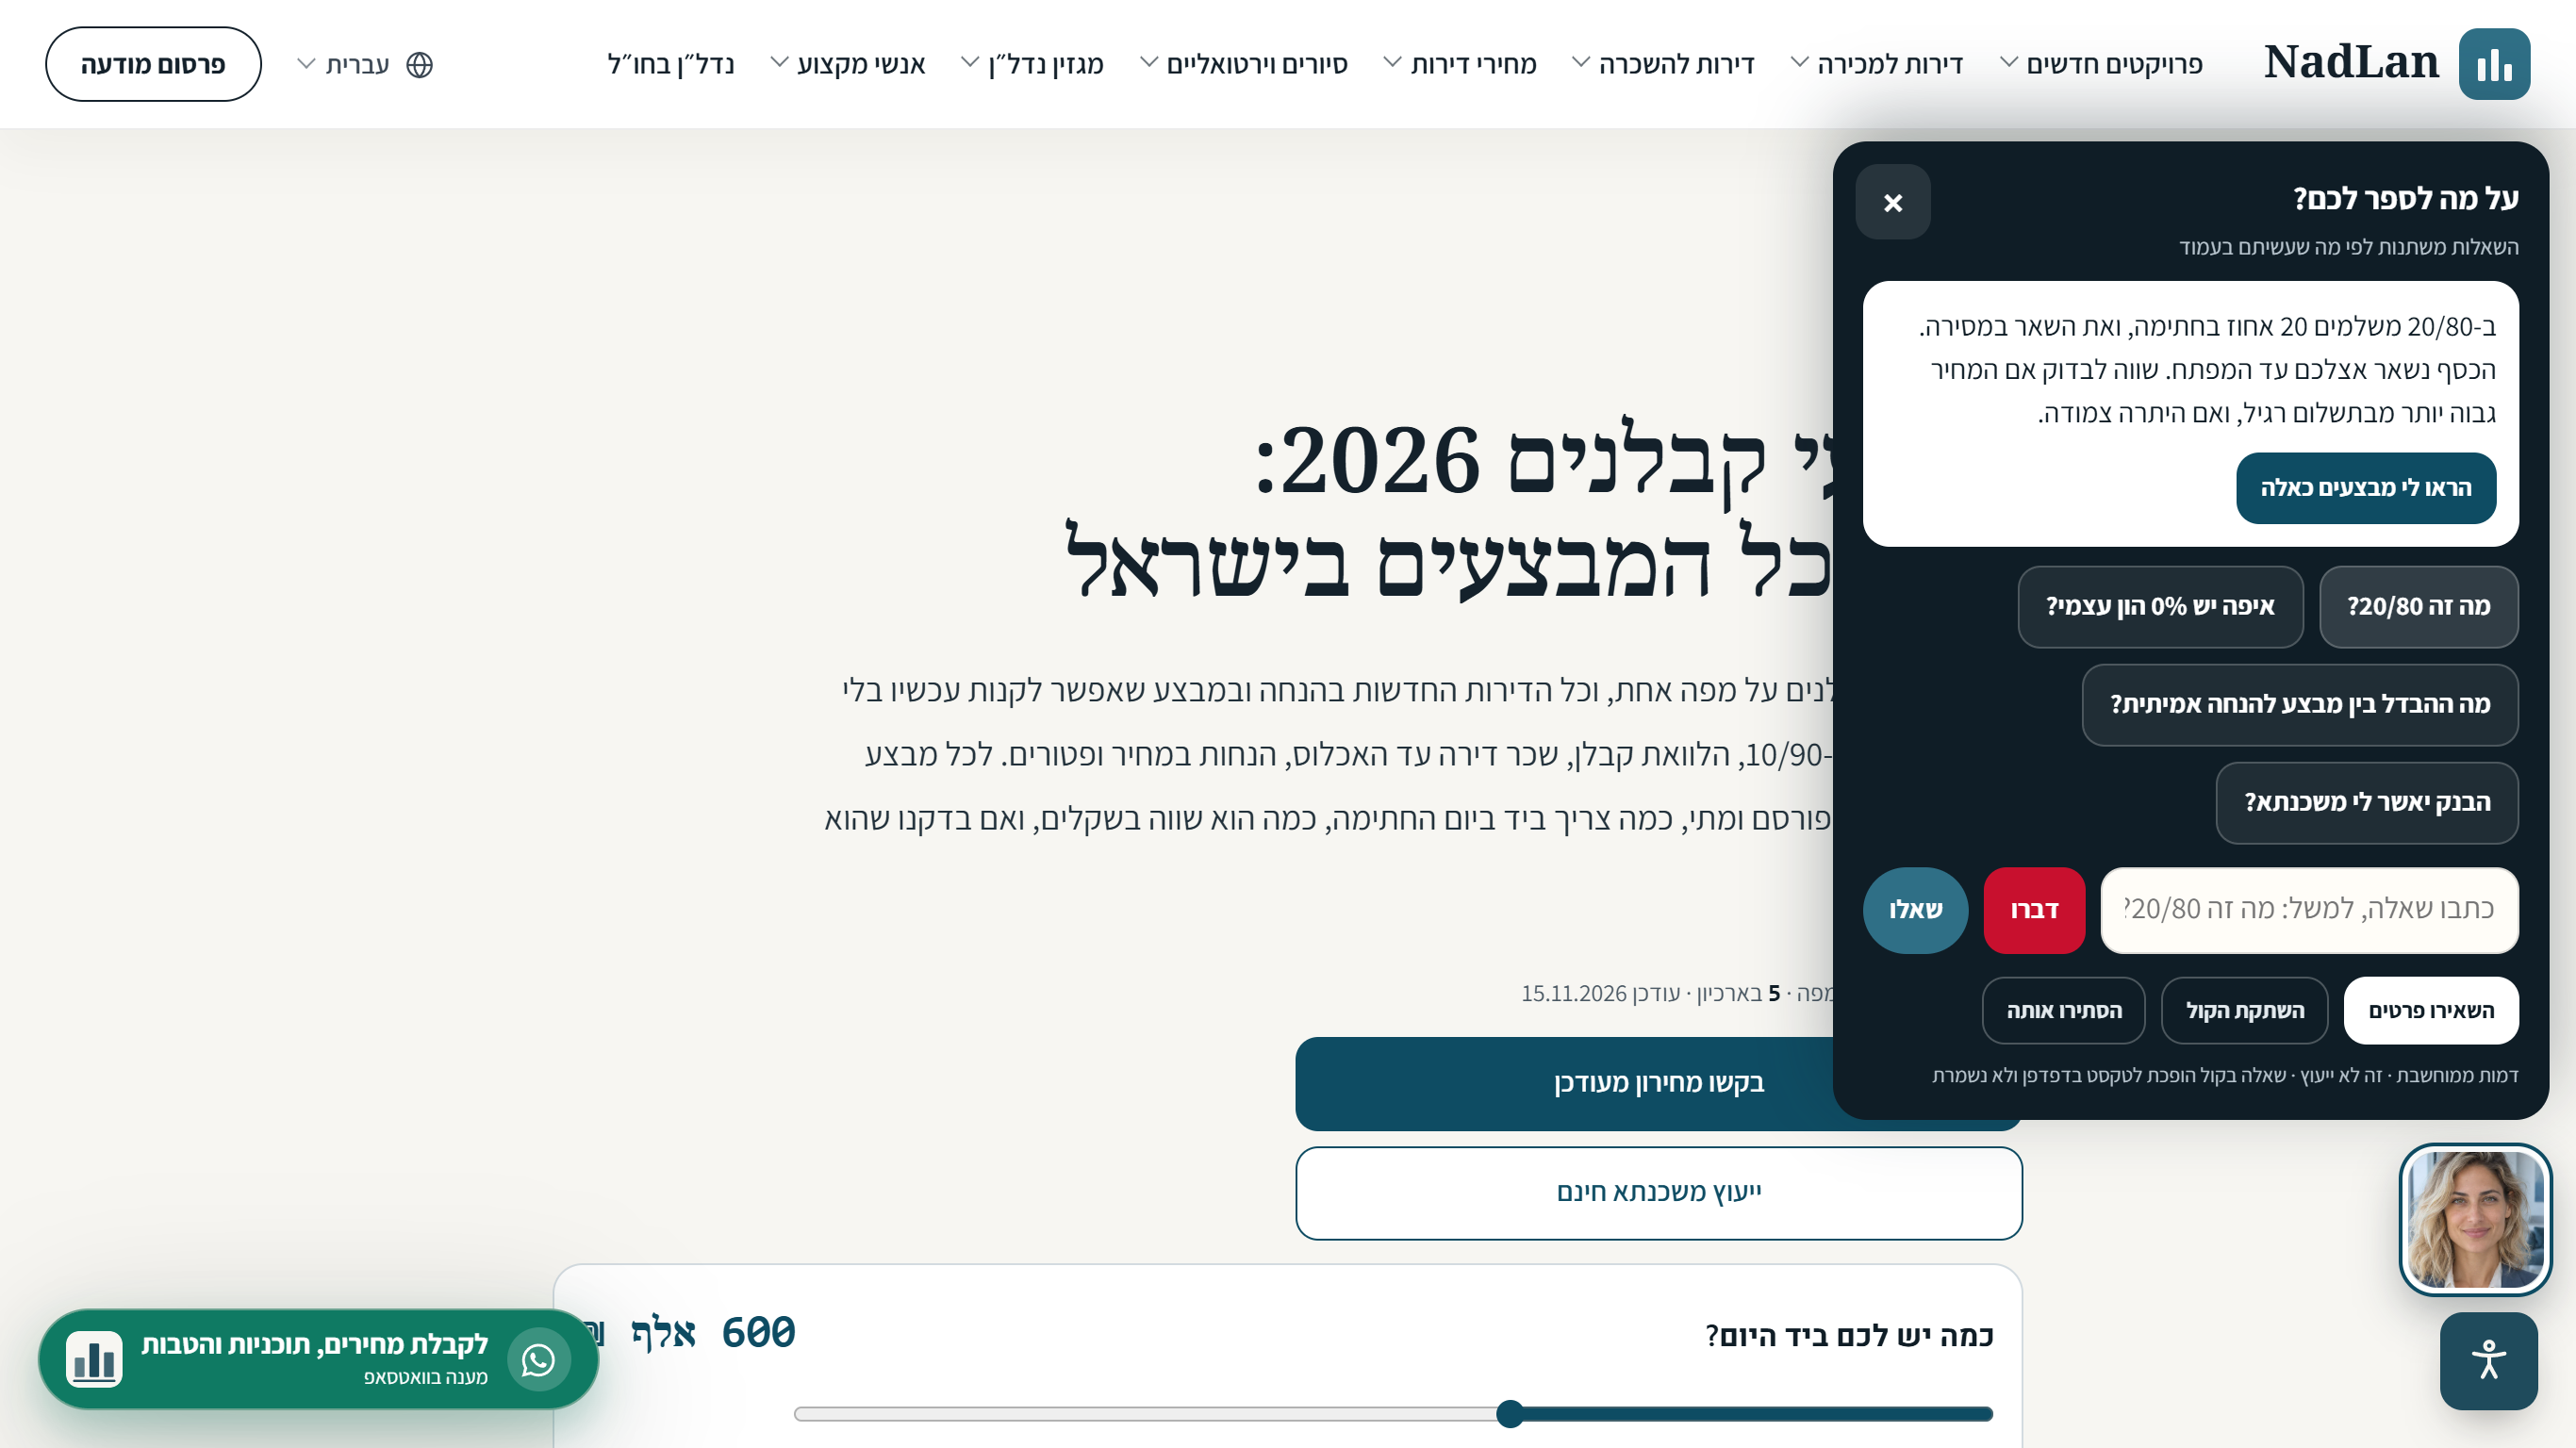 NadLan
פרויקטים חדשים
דירות למכירה
דירות להשכרה
מחירי דירות
סיורים וירטואליים
מגזין נדל״ן
אנשי מקצוע
נדל״ן בחו״ל
עברית
פרסום מודעה
על מה לספר לכם?
השאלות משתנות לפי מה שעשיתם בעמוד
ב-20/80 משלמים 20 אחוז בחתימה, ואת השאר במסירה.
הכסף נשאר אצלכם עד המפתח. שווה לבדוק אם המחיר
גבוה יותר מבתשלום רגיל, ואם היתרה צמודה.
הראו לי מבצעים כאלה
מה זה 20/80?
איפה יש 0% הון עצמי?
מה ההבדל בין מבצע להנחה אמיתית?
הבנק יאשר לי משכנתא?
כתבו שאלה, למשל: מה זה 20/80?
דברו
שאלו
השאירו פרטים
השתקת הקול
הסתירו אותה
דמות ממוחשבת · זה לא ייעוץ · שאלה בקול הופכת לטקסט בדפדפן ולא נשמרת
קבלנים 2026:
כל המבצעים בישראל
על מפה אחת, וכל הדירות החדשות בהנחה ובמבצע שאפשר לקנות עכשיו בלי
10/90, הלוואת קבלן, שכר דירה עד האכלוס, הנחות במחיר ופטורים. לכל מבצע
פורסם ומתי, כמה צריך ביד ביום החתימה, כמה הוא שווה בשקלים, ואם בדקנו שהוא
מפה · 5 בארכיון · עודכן 15.11.2026
בקשו מחירון מעודכן
ייעוץ משכנתא חינם
כמה יש לכם ביד היום?
600 אלף
לקבלת מחירים, תוכניות והטבות
מענה בוואטסאפ